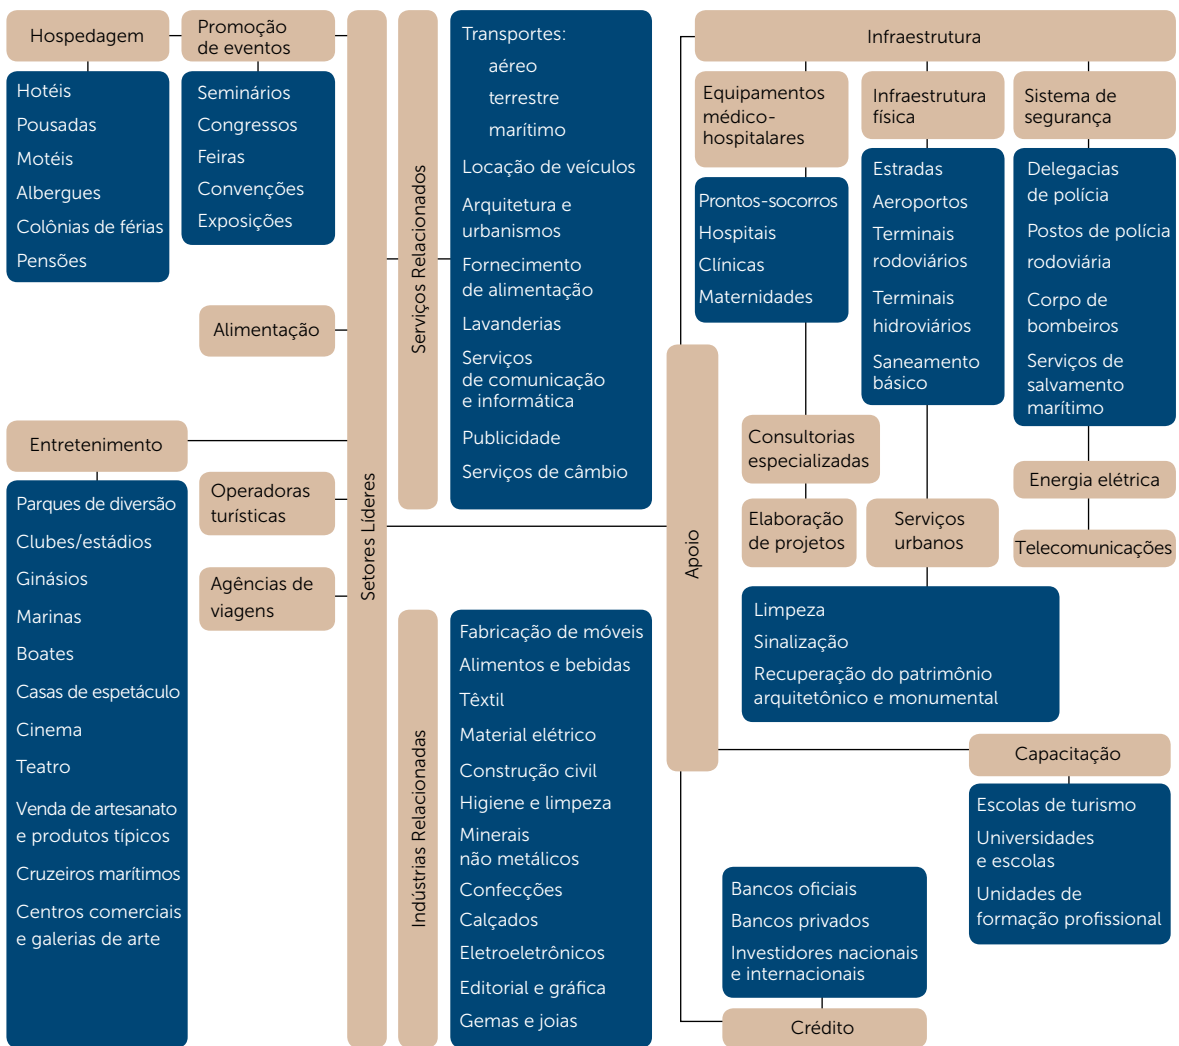 Hospedagem
Hotéis
Pousadas
Motéis
Albergues
Colônias de férias
Pensões
Promoção
de eventos
Seminários
Congressos
Feiras
Convenções
Exposições
Alimentação
Entretenimento
Parques de diversão
Clubes/estádios
Ginásios
Marinas
Boates
Casas de espetáculo
Cinema
Teatro
Venda de artesanato
e produtos típicos
Cruzeiros marítimos
Centros comerciais
e galerias de arte
Operadoras
turísticas
Agências de
viagens
Setores Líderes
Serviços Relacionados
Transportes:
aéreo
terrestre
marítimo
Locação de veículos
Arquitetura e
urbanismos
Fornecimento
de alimentação
Lavanderias
Serviços
de comunicação
e informática
Publicidade
Serviços de câmbio
Indústrias Relacionadas
Fabricação de móveis
Alimentos e bebidas
Têxtil
Material elétrico
Construção civil
Higiene e limpeza
Minerais
não metálicos
Confecções
Calçados
Eletroeletrônicos
Editorial e gráfica
Gemas e joias
Apoio
Infraestrutura
Equipamentos
médico-
hospitalares
Prontos-socorros
Hospitais
Clínicas
Maternidades
Consultorias
especializadas
Elaboração
de projetos
Infraestrutura
física
Estradas
Aeroportos
Terminais
rodoviários
Terminais
hidroviários
Saneamento
básico
Serviços
urbanos
Limpeza
Sinalização
Recuperação do patrimônio
arquitetônico e monumental
Sistema de
segurança
Delegacias
de polícia
Postos de polícia
rodoviária
Corpo de
bombeiros
Serviços de
salvamento
marítimo
Energia elétrica
Telecomunicações
Capacitação
Escolas de turismo
Universidades
e escolas
Unidades de
formação profissional
Bancos oficiais
Bancos privados
Investidores nacionais
e internacionais
Crédito